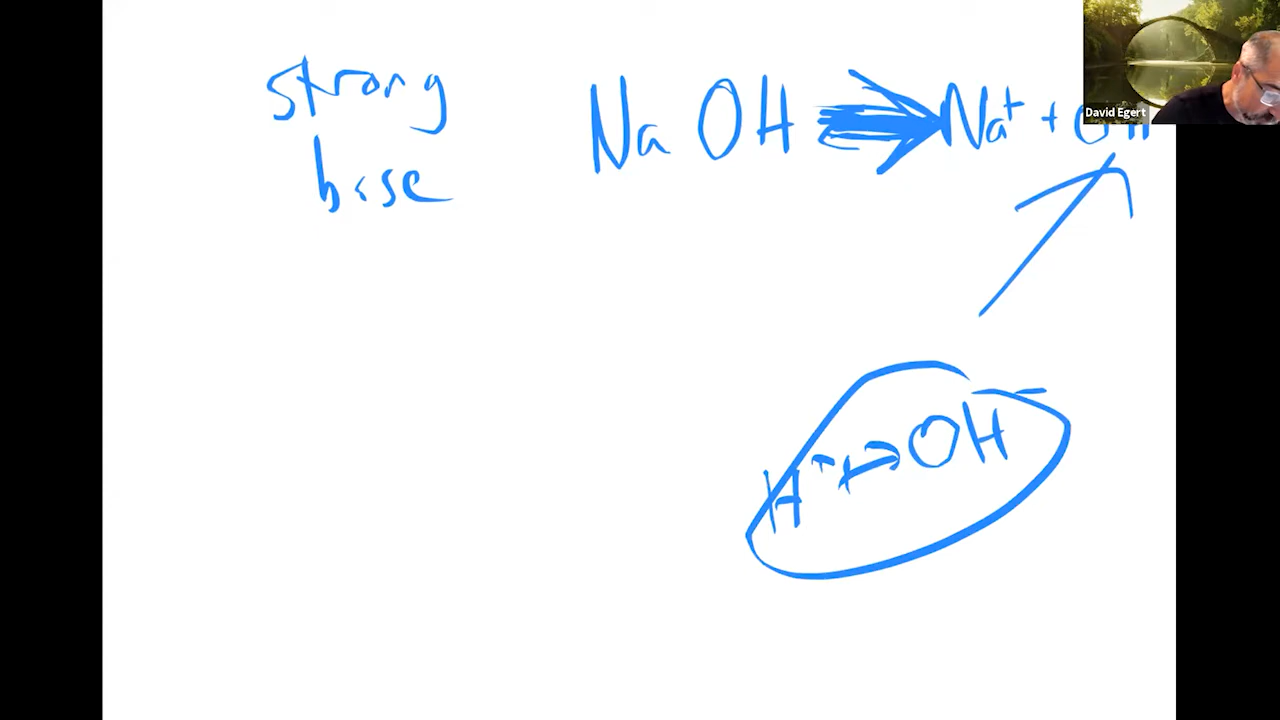 strong
base
NaOH ⇒ Na⁺ + OH
H⁺ ↔ OH⁻
David Egert